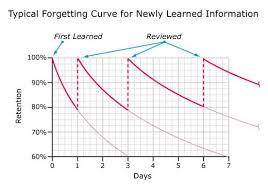 Typical Forgetting Curve for Newly Learned Information
First Learned
Reviewed
100%
90%
80%
70%
60%
Retention
0 1 2 3 4 5 6 7
Days